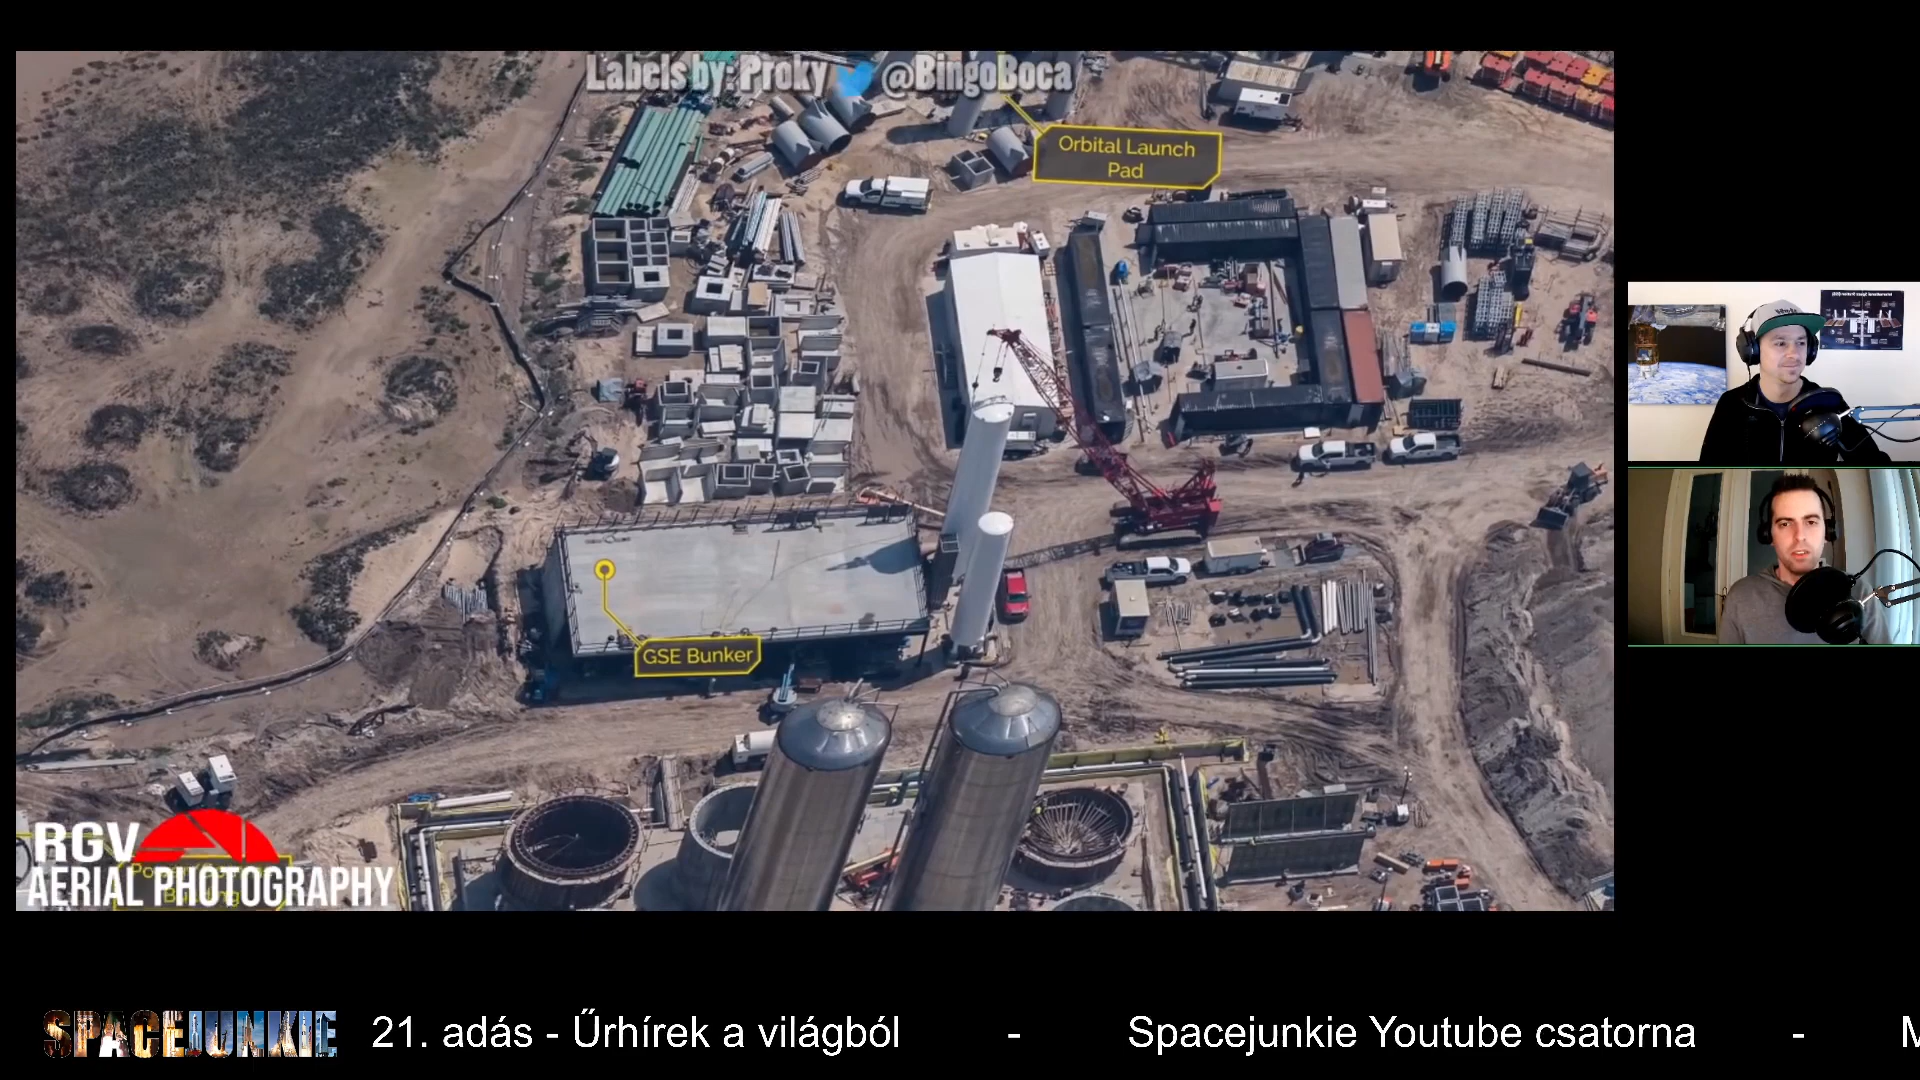 Labels by: Proky @BingoBoca
Orbital Launch
Pad
GSE Bunker
RGV
AERIAL PHOTOGRAPHY
SPACEJUNKIE
21. adás - Űrhírek a világból - Spacejunkie Youtube csatorna - M